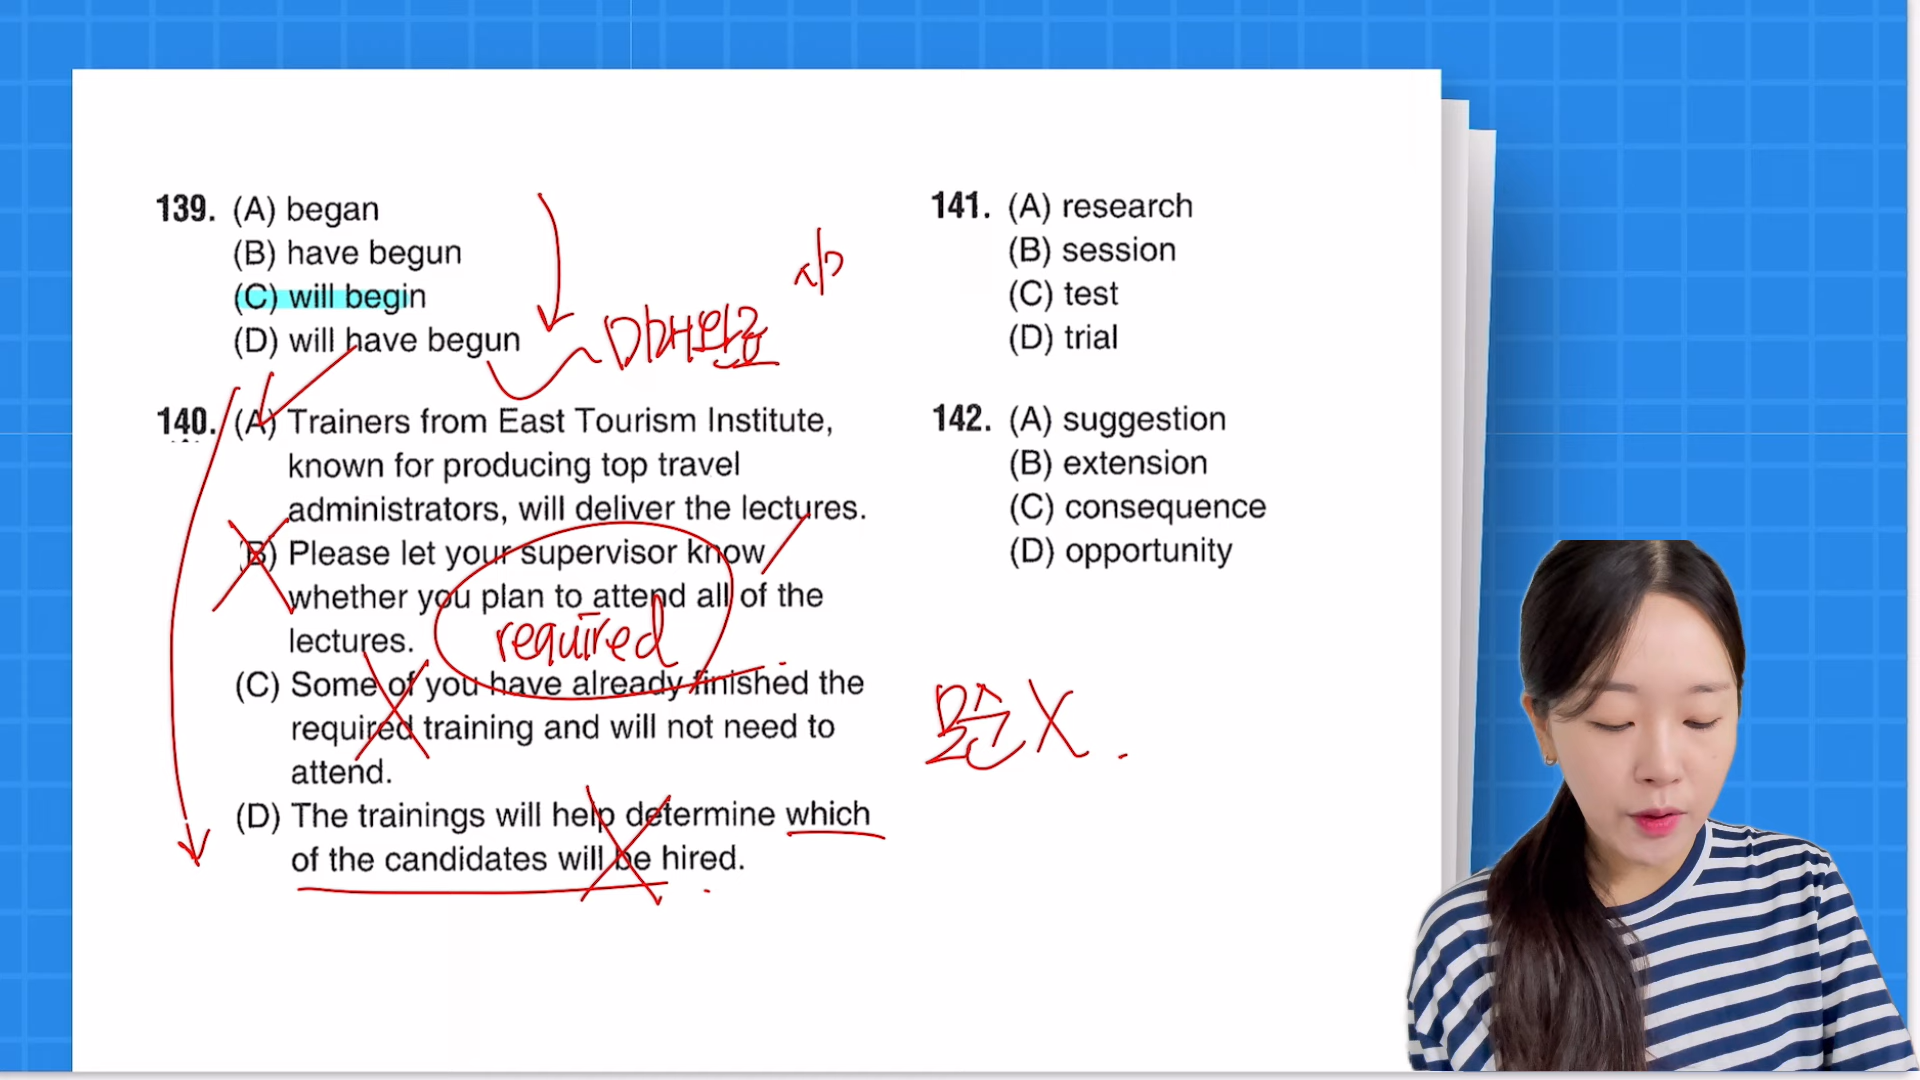 139. (A) began
(B) have begun
(C) will begin
(D) will have begun
미래완료
140. (A) Trainers from East Tourism Institute,
known for producing top travel
administrators, will deliver the lectures.
(B) Please let your supervisor know
whether you plan to attend all of the
lectures.
required
(C) Some of you have already finished the
required training and will not need to
attend.
(D) The trainings will help determine which
of the candidates will be hired.
141. (A) research
(B) session
(C) test
(D) trial
142. (A) suggestion
(B) extension
(C) consequence
(D) opportunity